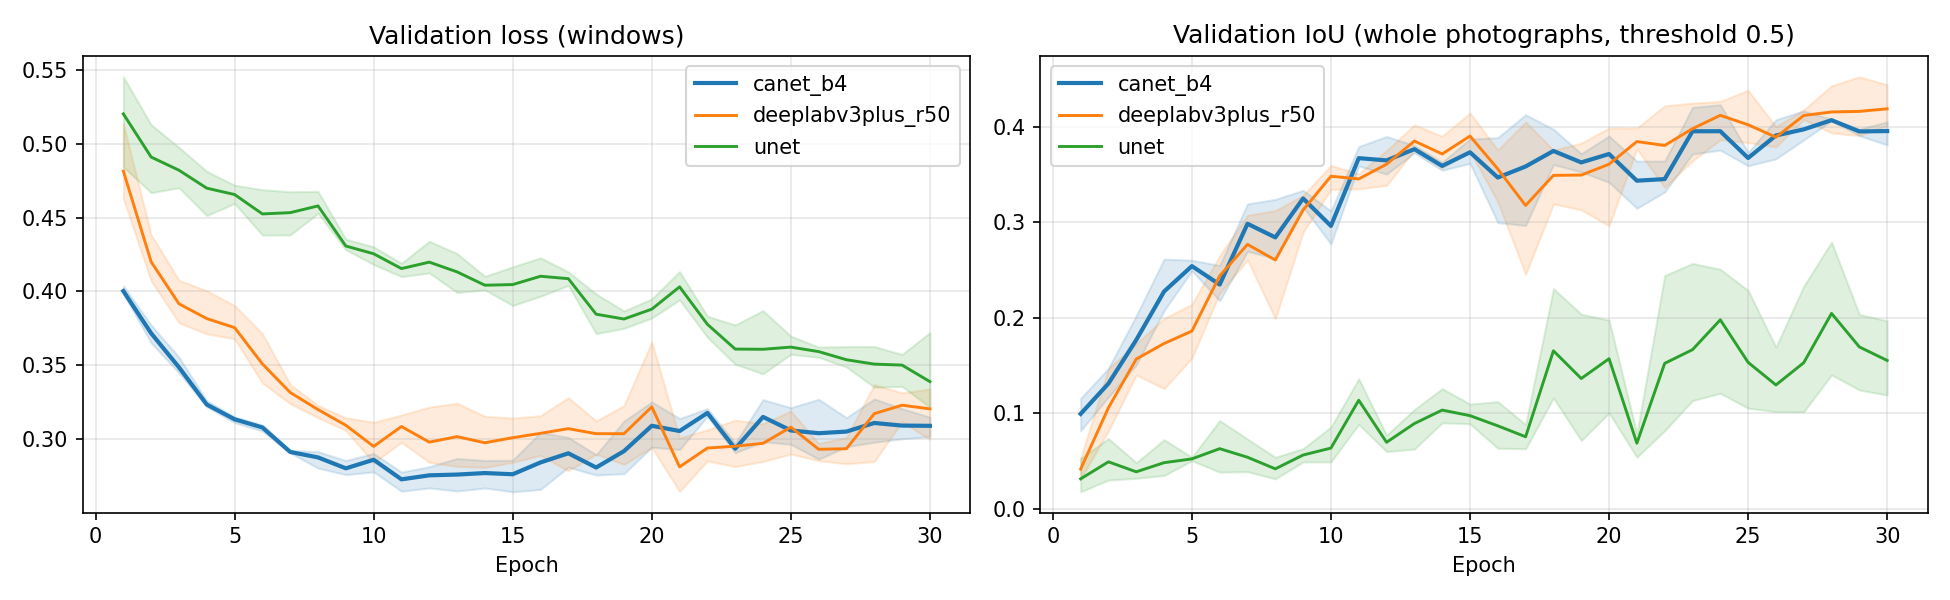 Validation loss (windows)
canet_b4
deeplabv3plus_r50
unet
0.55
0.50
0.45
0.40
0.35
0.30
0
5
10
15
20
25
30
Epoch
Validation IoU (whole photographs, threshold 0.5)
canet_b4
deeplabv3plus_r50
unet
0.4
0.3
0.2
0.1
0.0
0
5
10
15
20
25
30
Epoch